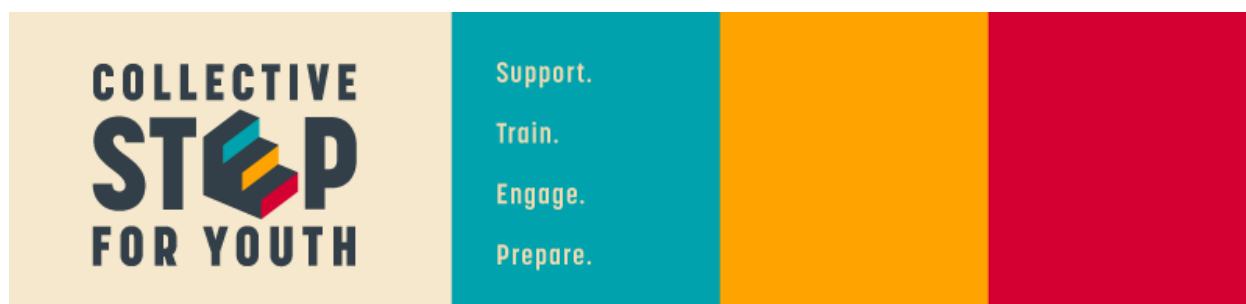 COLLECTIVE
STEP
FOR YOUTH
Support.
Train.
Engage.
Prepare.